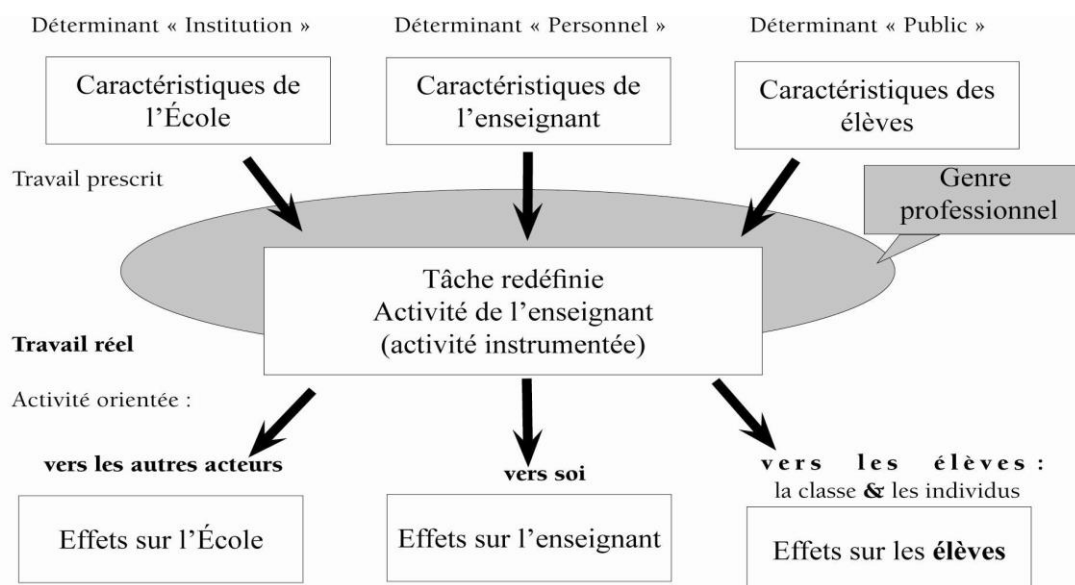 Déterminant « Institution »
Déterminant « Personnel »
Déterminant « Public »
Caractéristiques de
l’École
Caractéristiques de
l’enseignant
Caractéristiques des
élèves
Travail prescrit
Genre
professionnel
Tâche redéfinie
Activité de l’enseignant
(activité instrumentée)
Travail réel
Activité orientée :
vers les autres acteurs
vers soi
vers les élèves :
la classe & les individus
Effets sur l’École
Effets sur l’enseignant
Effets sur les élèves